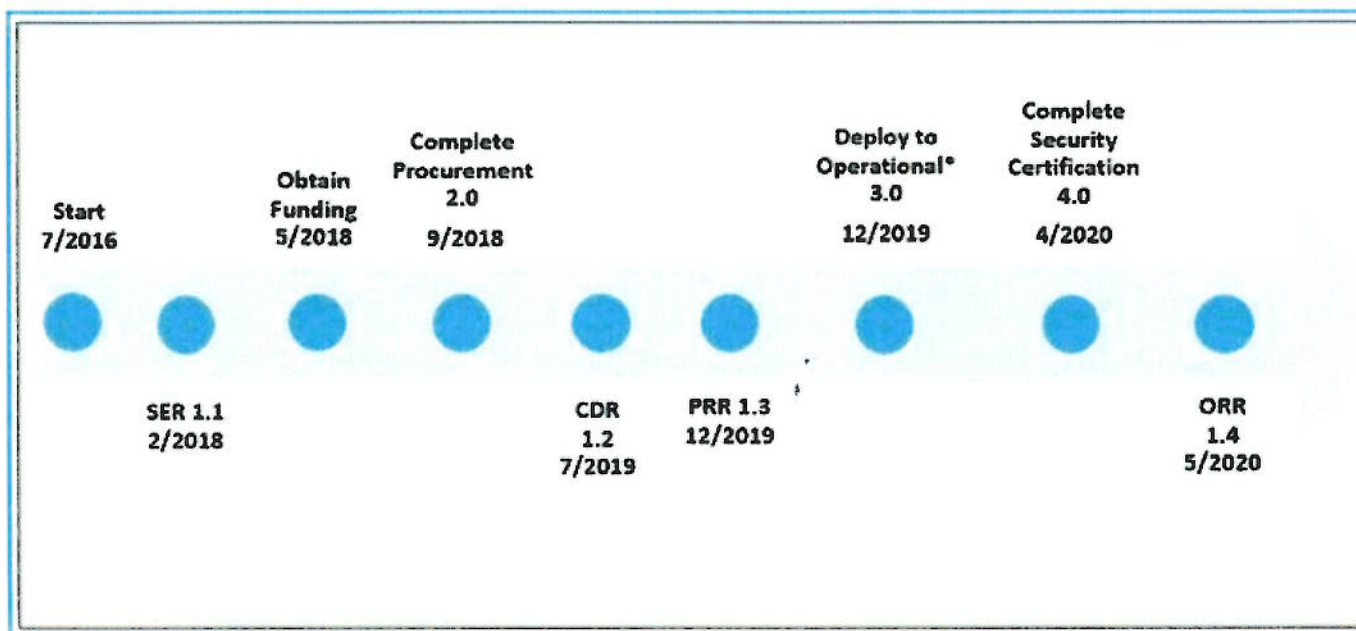 Start
7/2016
SER 1.1
2/2018
Obtain
Funding
5/2018
Complete
Procurement
2.0
9/2018
CDR
1.2
7/2019
PRR 1.3
12/2019
Deploy to
Operational*
3.0
12/2019
Complete
Security
Certification
4.0
4/2020
ORR
1.4
5/2020